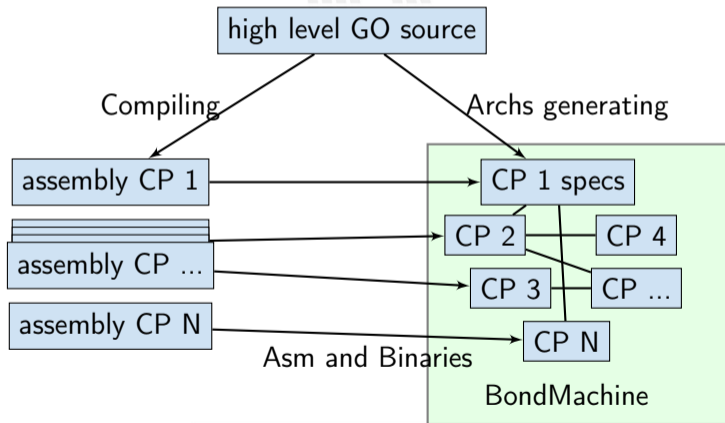 high level GO source
Compiling
Archs generating
assembly CP 1
CP 1 specs
CP 2
CP 4
assembly CP ...
CP 3
CP ...
assembly CP N
CP N
Asm and Binaries
BondMachine